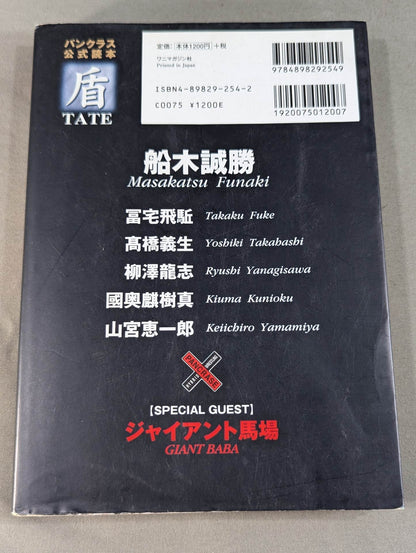 パンクラス
公式読本
盾
TATE
定価：本体1200円 +税
ワニマガジン社
Printed in Japan
9784898292549
ISBN4-89829-254-2
C0075 ¥1200E
1920075012007
船木誠勝
Masakatsu Funaki
冨宅飛駈 Takaku Fuke
髙橋義生 Yoshiki Takahashi
柳澤龍志 Ryushi Yanagisawa
國奥麒樹真 Kiuma Kunioku
山宮恵一郎 Keiichiro Yamamiya
PANCRASE
HYBRID WRESTLING
【SPECIAL GUEST】
ジャイアント馬場
GIANT BABA